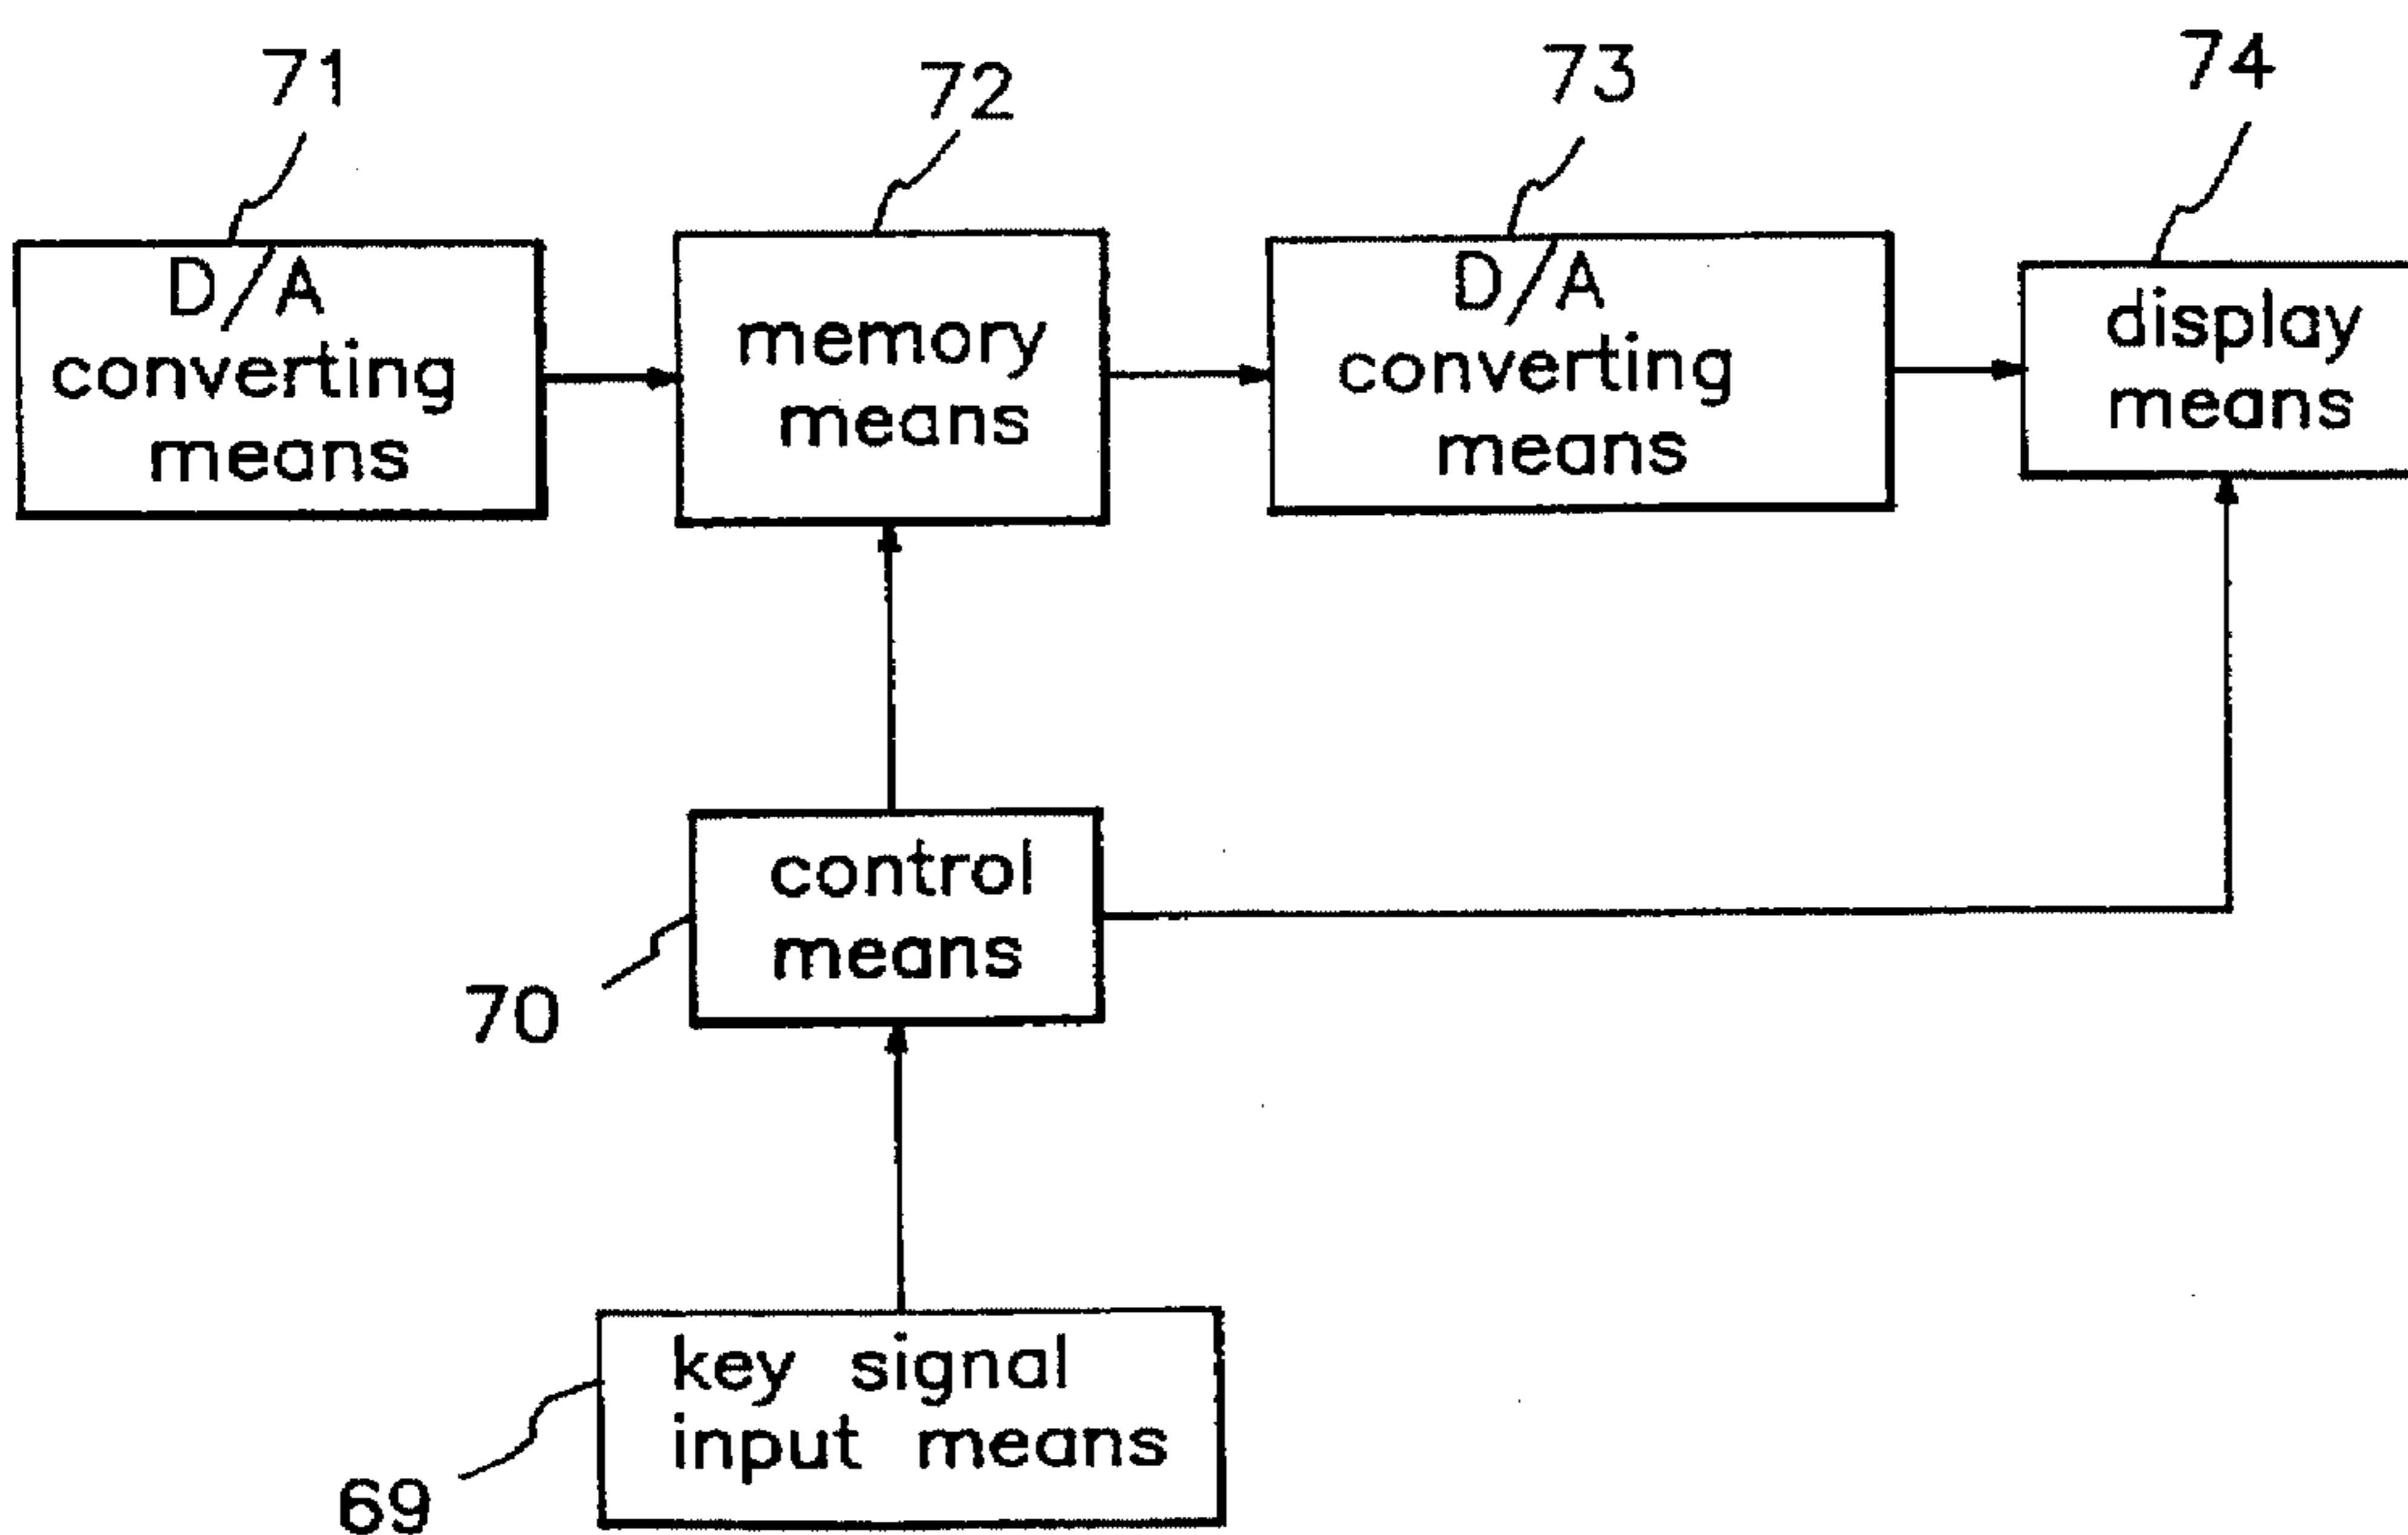 71
72
73
74
D/A
converting
means
memory
means
D/A
converting
means
display
means
control
means
70
key signal
input means
69